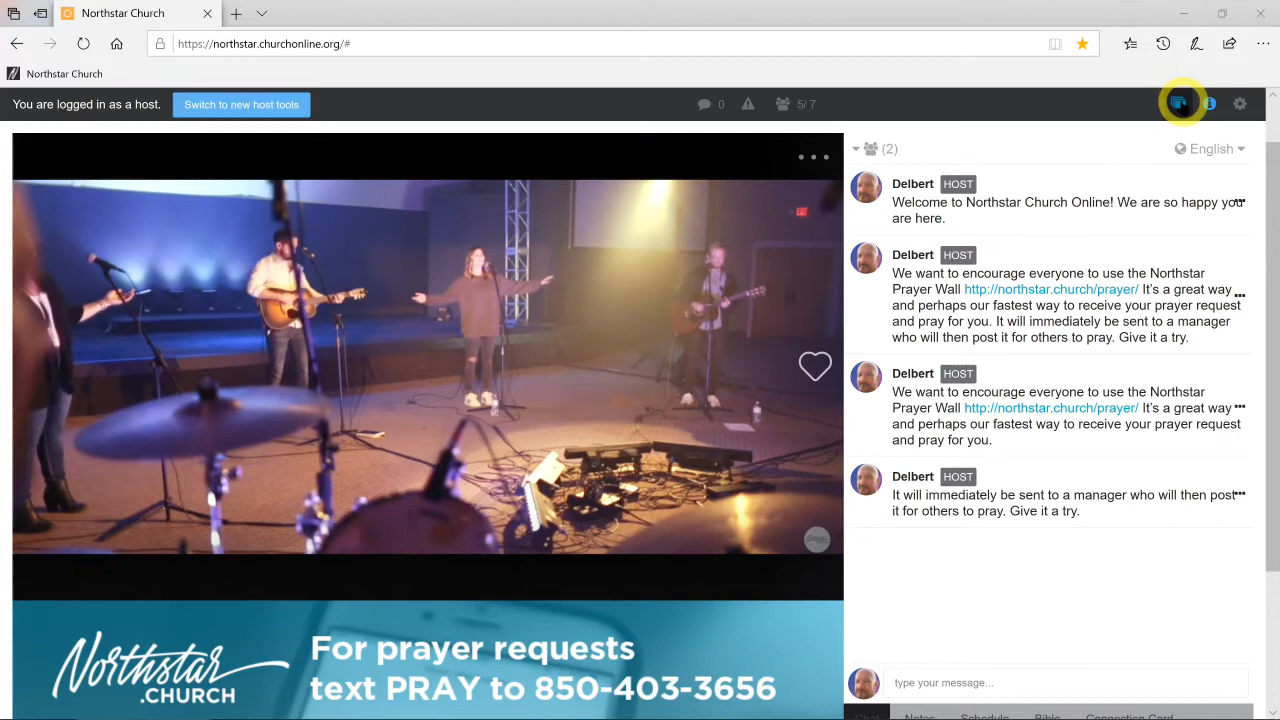 Northstar Church
https://northstar.churchonline.org/#
Northstar Church
You are logged in as a host.
Switch to new host tools
0
5/ 7
(2)
English
Delbert HOST
Welcome to Northstar Church Online! We are so happy you
are here.
Delbert HOST
We want to encourage everyone to use the Northstar
Prayer Wall http://northstar.church/prayer/ It's a great way
and perhaps our fastest way to receive your prayer request
and pray for you. It will immediately be sent to a manager
who will then post it for others to pray. Give it a try.
Delbert HOST
We want to encourage everyone to use the Northstar
Prayer Wall http://northstar.church/prayer/ It's a great way
and perhaps our fastest way to receive your prayer request
and pray for you.
Delbert HOST
It will immediately be sent to a manager who will then post
it for others to pray. Give it a try.
Northstar
.CHURCH
For prayer requests
text PRAY to 850-403-3656
type your message...
Chat Notes Schedule Bible Connection Card